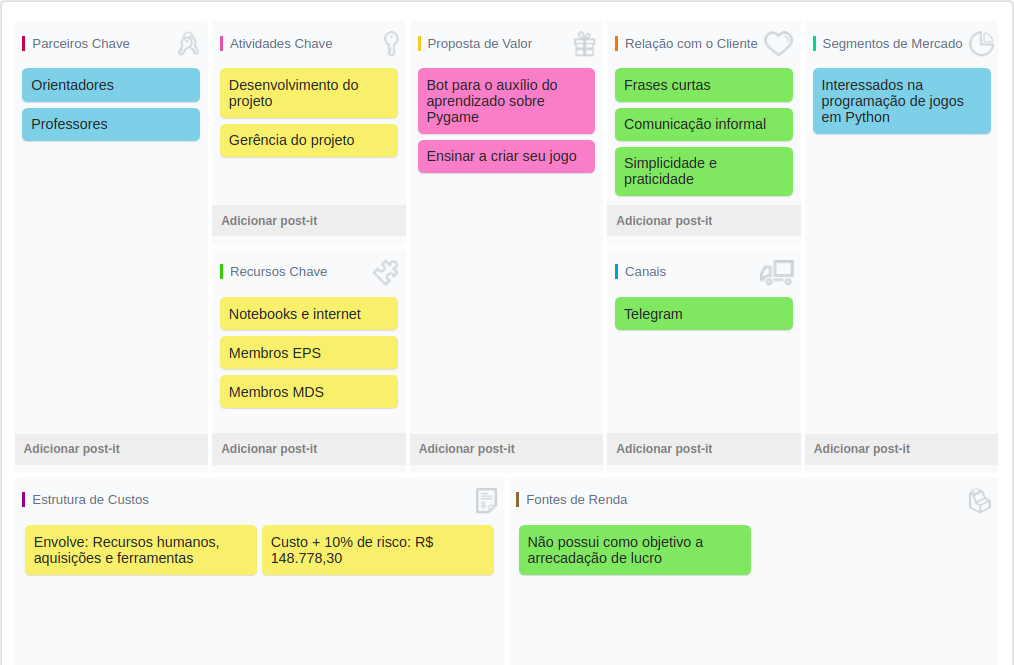 Parceiros Chave
Orientadores
Professores
Adicionar post-it
Atividades Chave
Desenvolvimento do
projeto
Gerência do projeto
Adicionar post-it
Recursos Chave
Notebooks e internet
Membros EPS
Membros MDS
Adicionar post-it
Proposta de Valor
Bot para o auxílio do
aprendizado sobre
Pygame
Ensinar a criar seu jogo
Adicionar post-it
Relação com o Cliente
Frases curtas
Comunicação informal
Simplicidade e
praticidade
Adicionar post-it
Canais
Telegram
Adicionar post-it
Segmentos de Mercado
Interessados na
programação de jogos
em Python
Adicionar post-it
Estrutura de Custos
Envolve: Recursos humanos,
aquisições e ferramentas
Custo + 10% de risco: R$
148.778,30
Fontes de Renda
Não possui como objetivo a
arrecadação de lucro